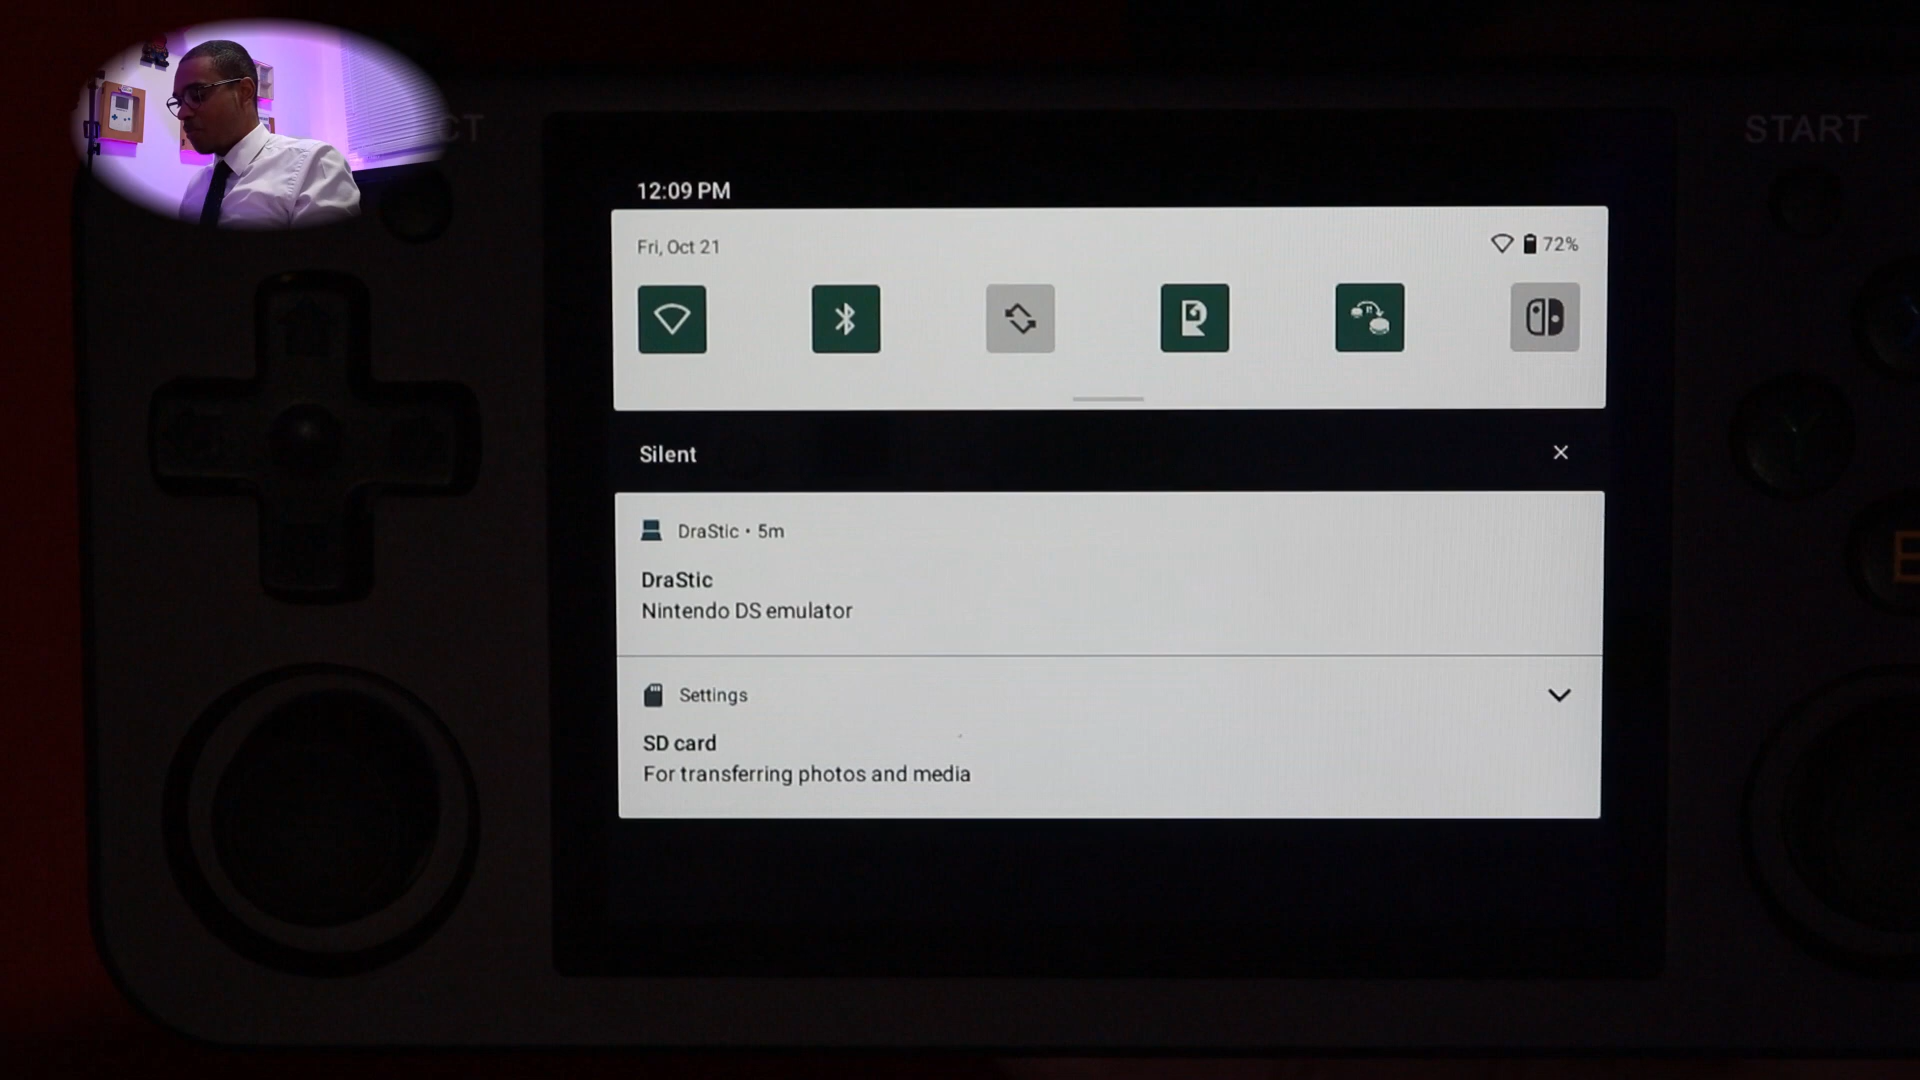 CT
START
12:09 PM
Fri, Oct 21
72%
Silent
DraStic • 5m
DraStic
Nintendo DS emulator
Settings
SD card
For transferring photos and media